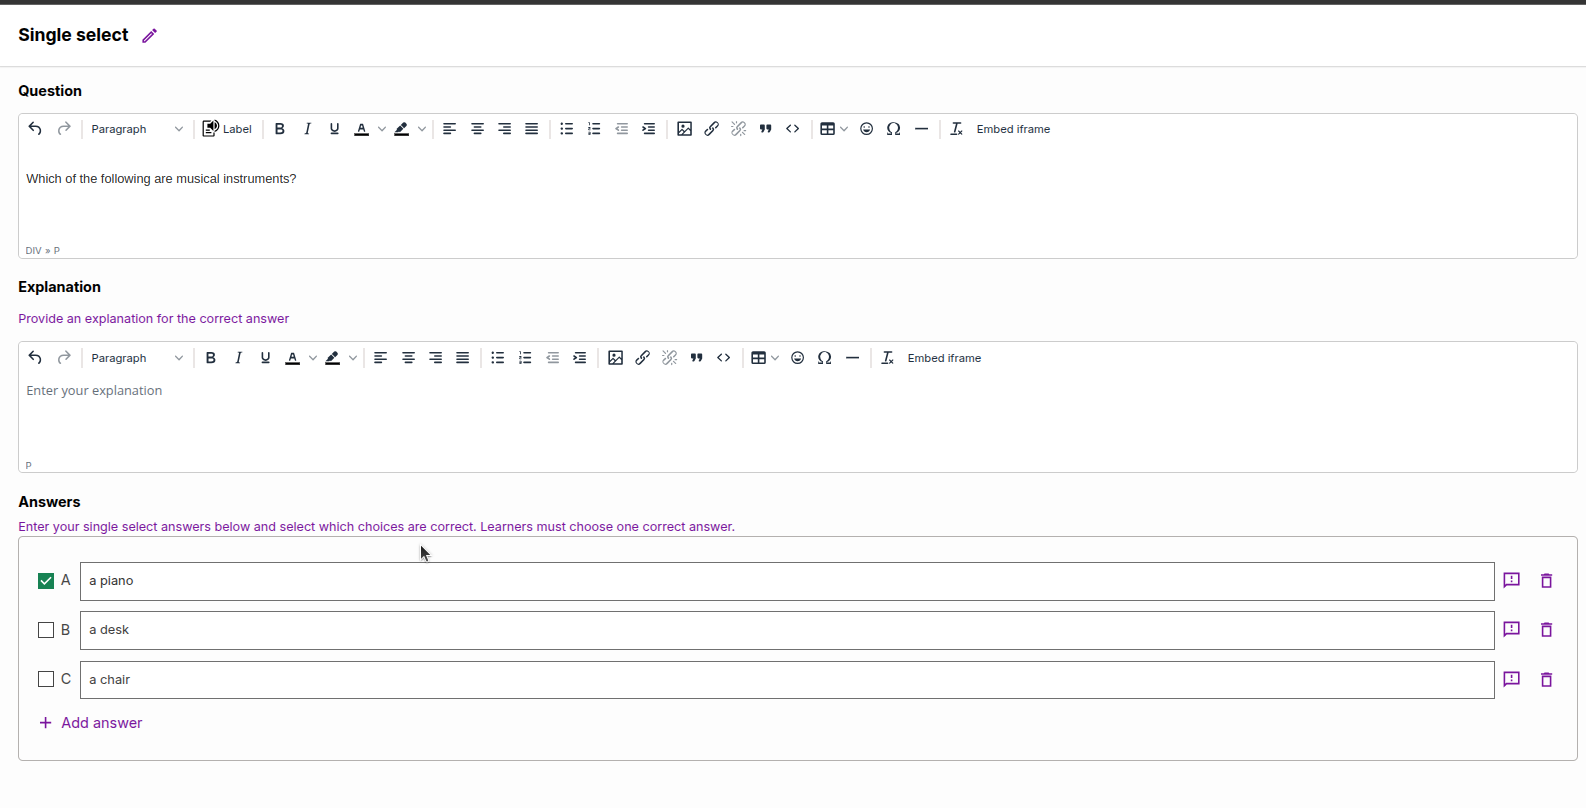 Single select
Question
Paragraph Label B I U A Embed iframe
Which of the following are musical instruments?
DIV » P
Explanation
Provide an explanation for the correct answer
Paragraph B I U A Embed iframe
Enter your explanation
P
Answers
Enter your single select answers below and select which choices are correct. Learners must choose one correct answer.
A a piano
B a desk
C a chair
+ Add answer